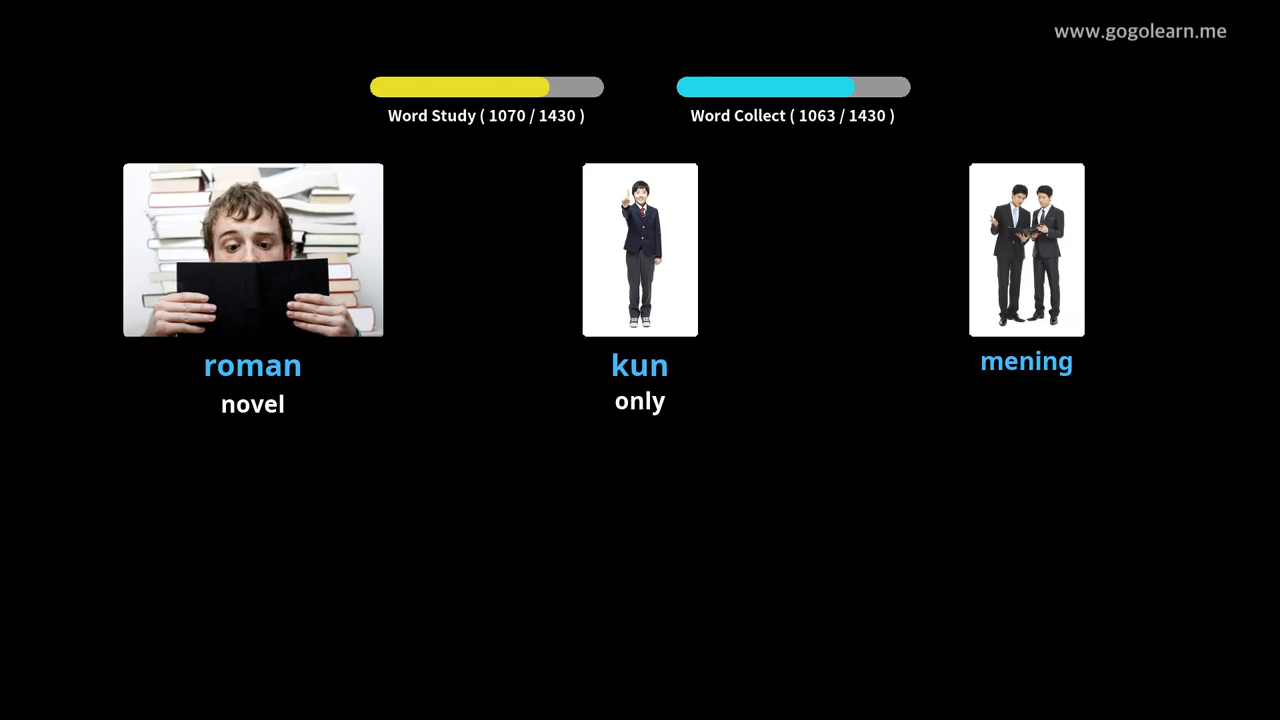 www.gogolearn.me
Word Study ( 1070 / 1430 )
Word Collect ( 1063 / 1430 )
roman
novel
kun
only
mening